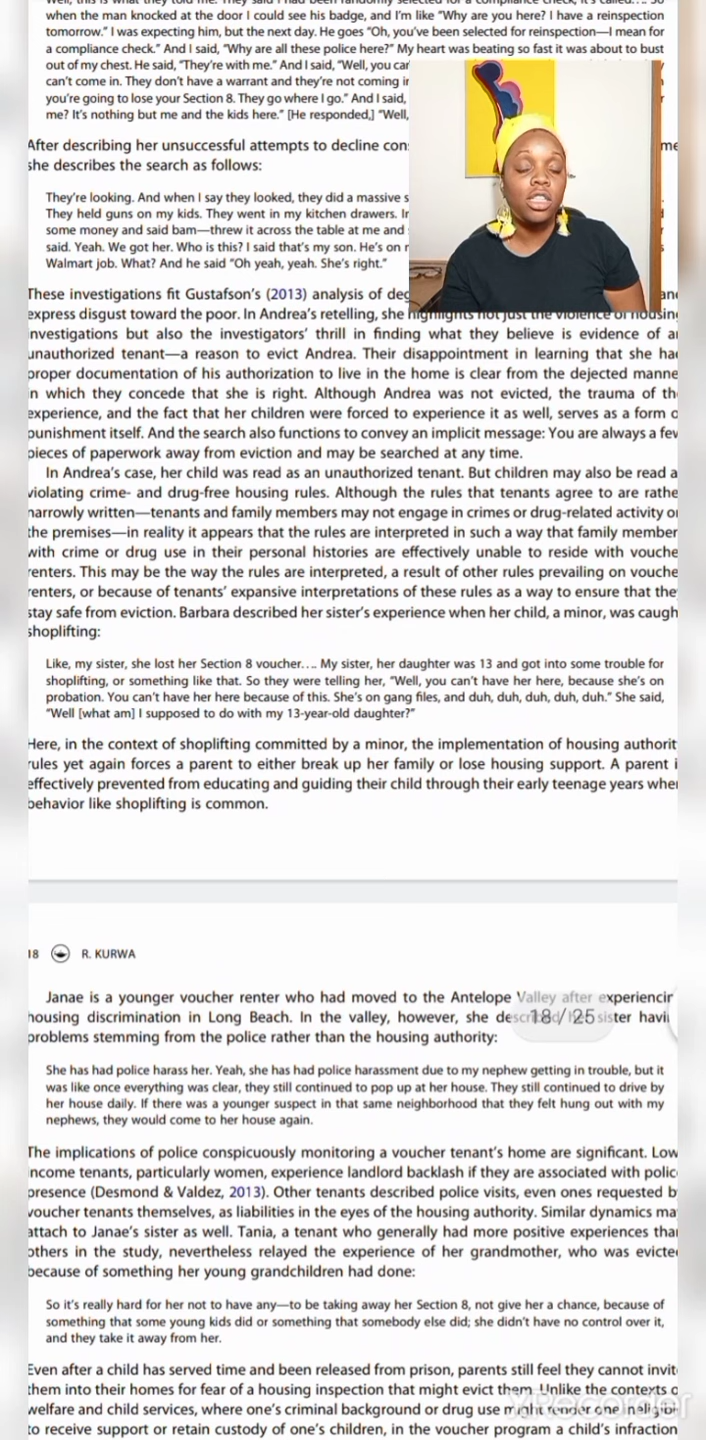 when the man knocked at the door I could see his badge, and I'm like "Why are you here? I have a reinspection
tomorrow." I was expecting him, but the next day. He goes "Oh, you've been selected for reinspection—I mean for
a compliance check." And I said, "Why are all these police here?" My heart was beating so fast it was about to bust
out of my chest. He said, "They're with me." And I said, "Well, you car
can't come in. They don't have a warrant and they're not coming ir
you're going to lose your Section 8. They go where I go." And I said,
me? It's nothing but me and the kids here." [He responded,] "Well,
After describing her unsuccessful attempts to decline con me
she describes the search as follows:
They're looking. And when I say they looked, they did a massive s
They held guns on my kids. They went in my kitchen drawers. Ir
some money and said bam—threw it across the table at me and
said. Yeah. We got her. Who is this? I said that's my son. He's on r
Walmart job. What? And he said "Oh yeah, yeah. She's right."
These investigations fit Gustafson's (2013) analysis of deg an
express disgust toward the poor. In Andrea's retelling, she highlights not just the violence of housin
investigations but also the investigators' thrill in finding what they believe is evidence of a
unauthorized tenant—a reason to evict Andrea. Their disappointment in learning that she ha
proper documentation of his authorization to live in the home is clear from the dejected manne
in which they concede that she is right. Although Andrea was not evicted, the trauma of th
experience, and the fact that her children were forced to experience it as well, serves as a form o
punishment itself. And the search also functions to convey an implicit message: You are always a few
pieces of paperwork away from eviction and may be searched at any time.
In Andrea's case, her child was read as an unauthorized tenant. But children may also be read a
violating crime- and drug-free housing rules. Although the rules that tenants agree to are rathe
narrowly written—tenants and family members may not engage in crimes or drug-related activity o
the premises—in reality it appears that the rules are interpreted in such a way that family member
with crime or drug use in their personal histories are effectively unable to reside with vouche
renters. This may be the way the rules are interpreted, a result of other rules prevailing on vouche
renters, or because of tenants' expansive interpretations of these rules as a way to ensure that the
stay safe from eviction. Barbara described her sister's experience when her child, a minor, was caugh
shoplifting:
Like, my sister, she lost her Section 8 voucher.... My sister, her daughter was 13 and got into some trouble for
shoplifting, or something like that. So they were telling her, "Well, you can't have her here, because she's on
probation. You can't have her here because of this. She's on gang files, and duh, duh, duh, duh, duh." She said,
"Well [what am] I supposed to do with my 13-year-old daughter?"
Here, in the context of shoplifting committed by a minor, the implementation of housing authorit
rules yet again forces a parent to either break up her family or lose housing support. A parent i
effectively prevented from educating and guiding their child through their early teenage years whe
behavior like shoplifting is common.
18 R. KURWA
Janae is a younger voucher renter who had moved to the Antelope Valley after experiencin
housing discrimination in Long Beach. In the valley, however, she sister havi
18/25
problems stemming from the police rather than the housing authority:
She has had police harass her. Yeah, she has had police harassment due to my nephew getting in trouble, but it
was like once everything was clear, they still continued to pop up at her house. They still continued to drive by
her house daily. If there was a younger suspect in that same neighborhood that they felt hung out with my
nephews, they would come to her house again.
The implications of police conspicuously monitoring a voucher tenant's home are significant. Low
income tenants, particularly women, experience landlord backlash if they are associated with polic
presence (Desmond & Valdez, 2013). Other tenants described police visits, even ones requested b
voucher tenants themselves, as liabilities in the eyes of the housing authority. Similar dynamics ma
attach to Janae's sister as well. Tania, a tenant who generally had more positive experiences tha
others in the study, nevertheless relayed the experience of her grandmother, who was evicte
because of something her young grandchildren had done:
So it's really hard for her not to have any—to be taking away her Section 8, not give her a chance, because of
something that some young kids did or something that somebody else did; she didn't have no control over it,
and they take it away from her.
Even after a child has served time and been released from prison, parents still feel they cannot invit
them into their homes for fear of a housing inspection that might evict them. Unlike the contexts o
welfare and child services, where one's criminal background or drug use might render one ineligibl
to receive support or retain custody of one's children, in the voucher program a child's infraction
XRecorder